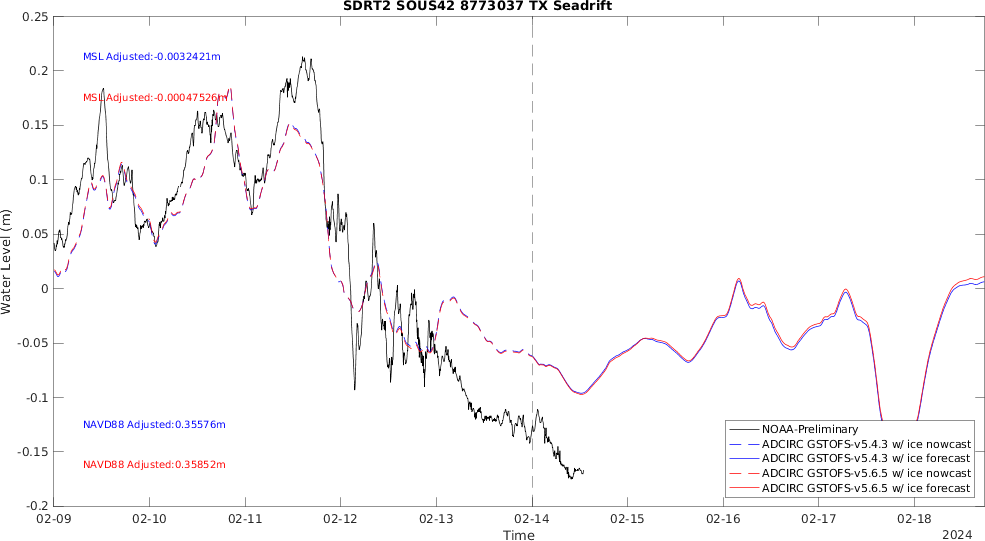 SDRT2 SOUS42 8773037 TX Seadrift
0.25
0.2
0.15
0.1
0.05
0
-0.05
-0.1
-0.15
-0.2
Water Level (m)
MSL Adjusted:-0.0032421m
MSL Adjusted:-0.00047526m
NAVD88 Adjusted:0.35576m
NAVD88 Adjusted:0.35852m
NOAA-Preliminary
ADCIRC GSTOFS-v5.4.3 w/ ice nowcast
ADCIRC GSTOFS-v5.4.3 w/ ice forecast
ADCIRC GSTOFS-v5.6.5 w/ ice nowcast
ADCIRC GSTOFS-v5.6.5 w/ ice forecast
02-09 02-10 02-11 02-12 02-13 02-14 02-15 02-16 02-17 02-18
Time
2024